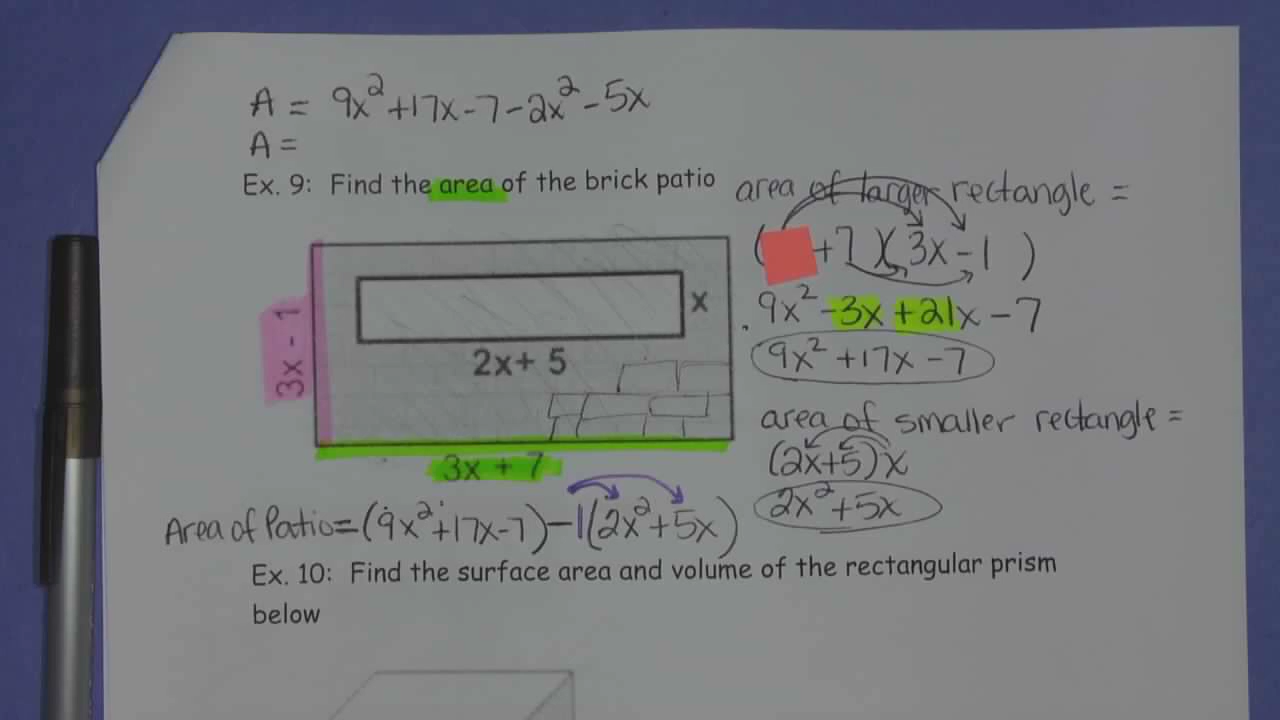 A = 9x² + 17x - 7 - 2x² - 5x
A =
Ex. 9: Find the area of the brick patio
area of larger rectangle =
( +7)(3x - 1)
9x² - 3x + 21x - 7
9x² + 17x - 7
3x - 1
x
2x + 5
3x + 7
area of smaller rectangle =
(2x+5)x
2x² + 5x
Area of Patio = (9x² + 17x - 7) - 1(2x² + 5x)
Ex. 10: Find the surface area and volume of the rectangular prism
below